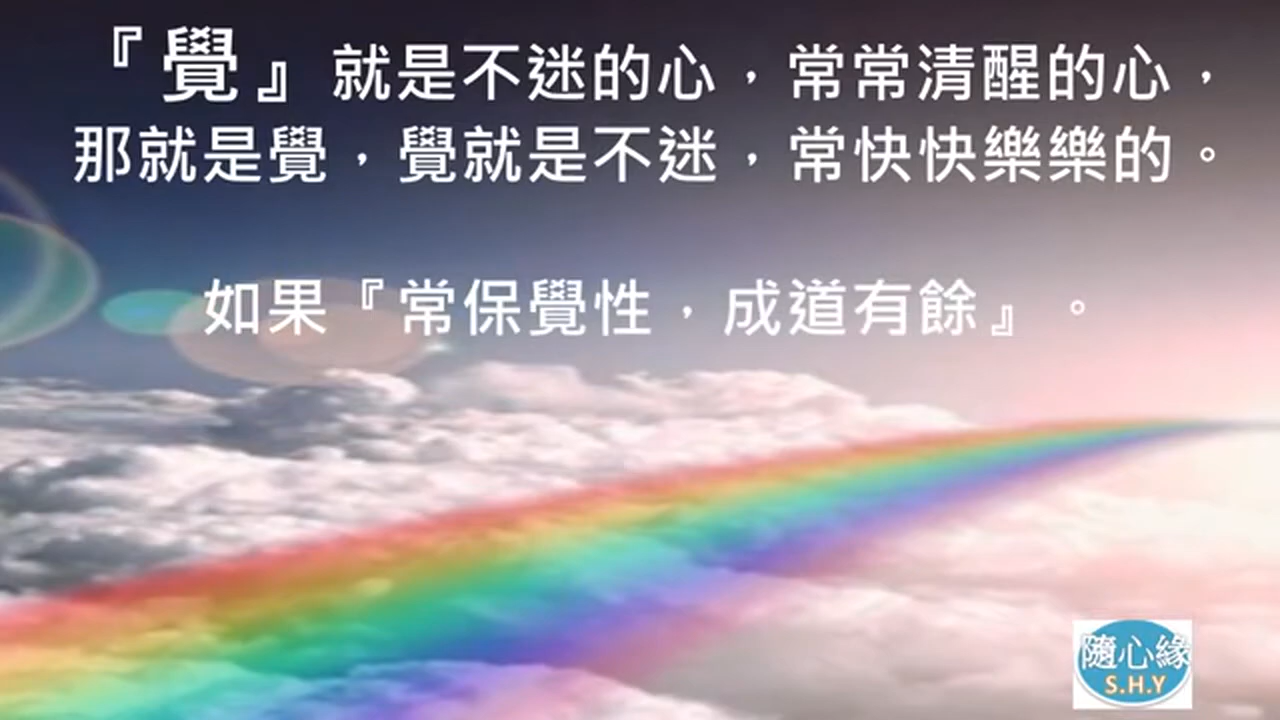 『覺』就是不迷的心，常常清醒的心，
那就是覺，覺就是不迷，常快快樂樂的。
如果『常保覺性，成道有餘』。
隨心緣
S.H.Y